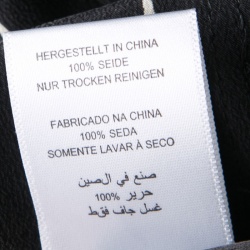 HERGESTELLT IN CHINA
100% SEIDE
NUR TROCKEN REINIGEN
FABRICADO NA CHINA
100% SEDA
SOMENTE LAVAR À SECO
صنع في الصين
حرير %100
غسل جاف فقط